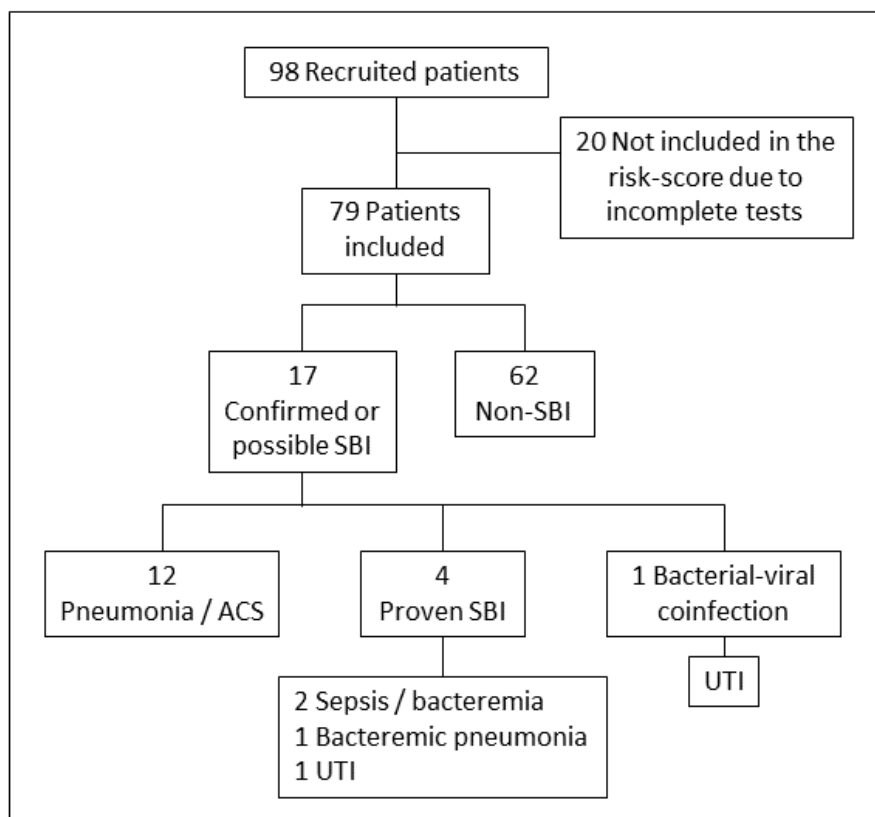 98 Recruited patients
20 Not included in the
risk-score due to
incomplete tests
79 Patients
included
17
Confirmed or
possible SBI
62
Non-SBI
12
Pneumonia / ACS
4
Proven SBI
1 Bacterial-viral
coinfection
2 Sepsis / bacteremia
1 Bacteremic pneumonia
1 UTI
UTI